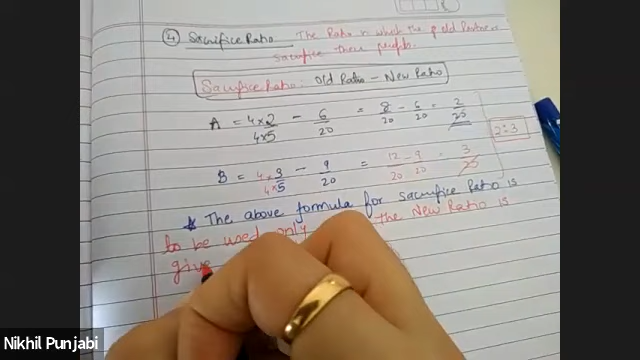 ④ Sacrifice Ratio The Ratio in which the old Partners
sacrifice their profits.
Sacrifice Ratio: Old Ratio - New Ratio
A = 4×2/4×5 - 6/20 = 8/20 - 6/20 = 2/20
2:3
B = 4×3/4×5 - 9/20 = 12/20 - 9/20 = 3/20
* The above formula for sacrifice Ratio is
to be used only the New Ratio is
give
Nikhil Punjabi